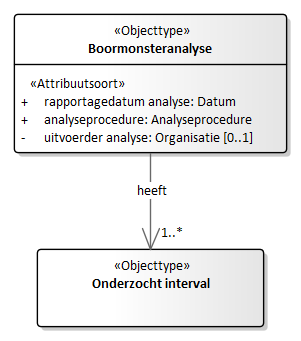 «Objecttype»
Boormonsteranalyse
«Attribuutsoort»
+ rapportagedatum analyse: Datum
+ analyseprocedure: Analyseprocedure
- uitvoerder analyse: Organisatie [0..1]
heeft
1..*
«Objecttype»
Onderzocht interval